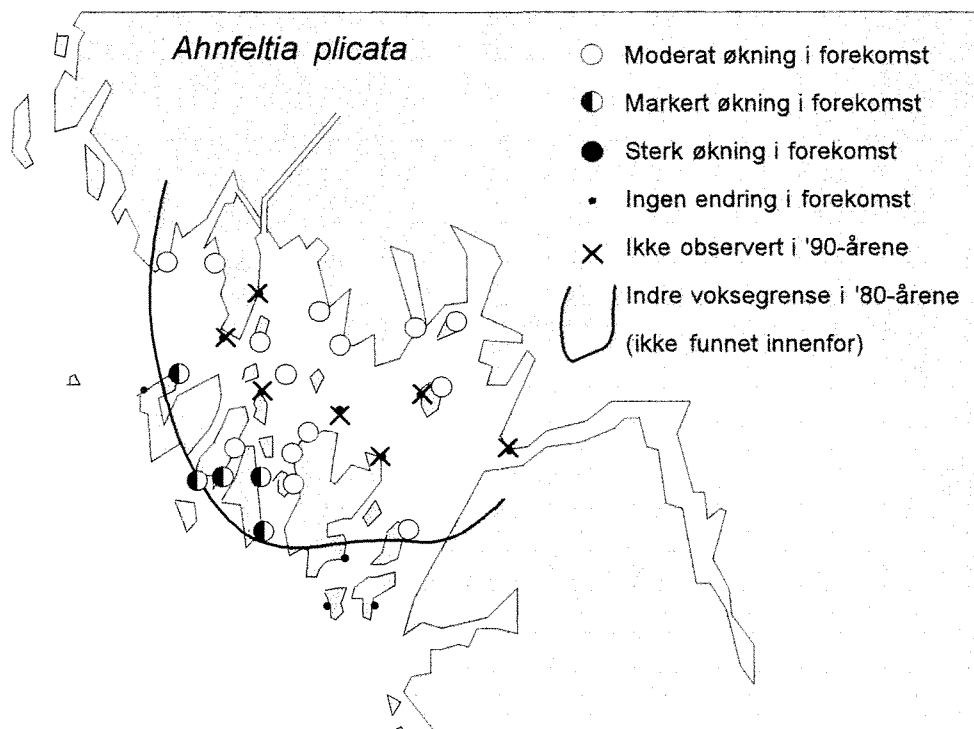 Ahnfeltia plicata
Moderat økning i forekomst
Markert økning i forekomst
Sterk økning i forekomst
Ingen endring i forekomst
Ikke observert i '90-årene
Indre voksegrense i '80-årene
(ikke funnet innenfor)